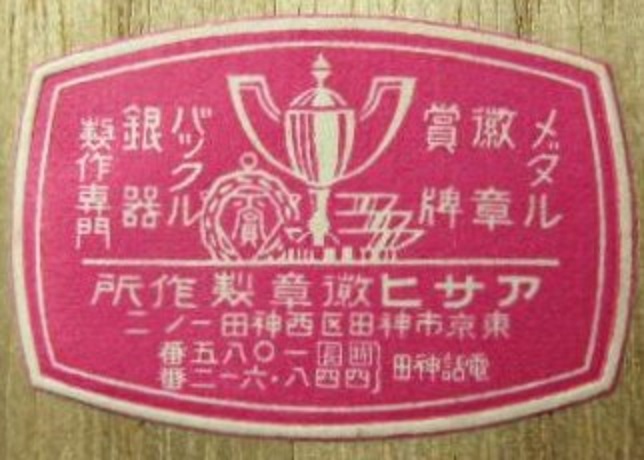 メダル
徽章
賞牌
バックル
銀器
製作専門
賞
アサヒ徽章製作所
東京市神田区西神田一ノ二
電話神田
一〇八五番
四四八・六一二番